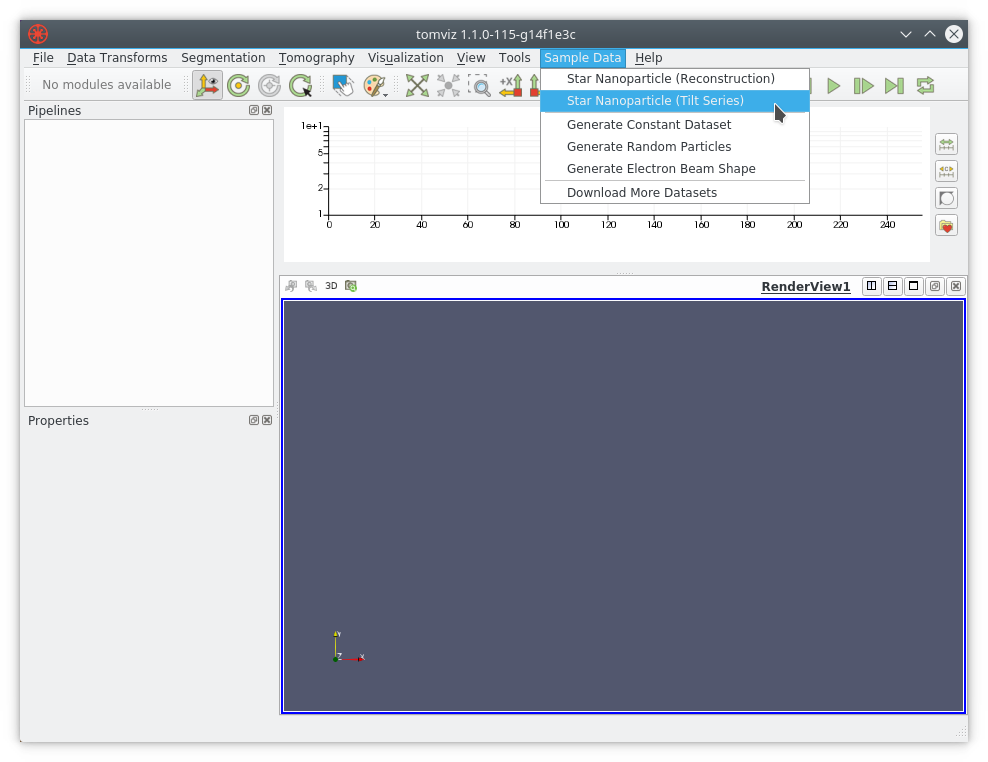 tomviz 1.1.0-115-g14f1e3c
File Data Transforms Segmentation Tomography Visualization View Tools Sample Data Help
No modules available
Star Nanoparticle (Reconstruction)
Star Nanoparticle (Tilt Series)
Generate Constant Dataset
Generate Random Particles
Generate Electron Beam Shape
Download More Datasets
Pipelines
1e+1
5
2
1
0 20 40 60 80 100 120 140 160 180 200 220 240
3D
RenderView1
Properties
Y
Z
X